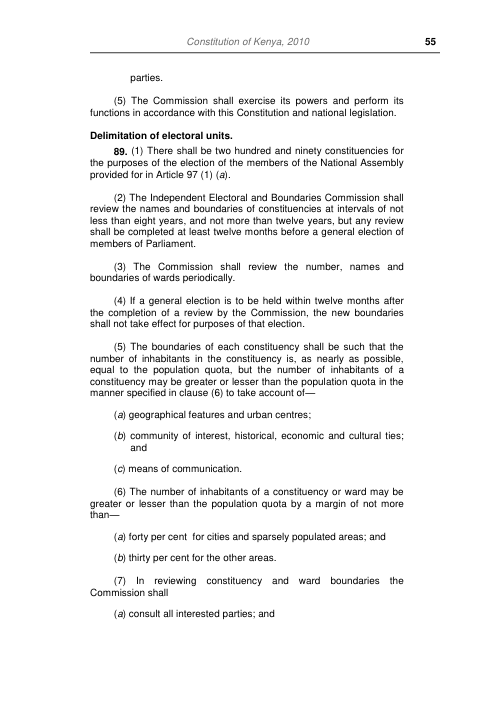 Constitution of Kenya, 2010 55
parties.
(5) The Commission shall exercise its powers and perform its
functions in accordance with this Constitution and national legislation.
Delimitation of electoral units.
89. (1) There shall be two hundred and ninety constituencies for
the purposes of the election of the members of the National Assembly
provided for in Article 97 (1) (a).
(2) The Independent Electoral and Boundaries Commission shall
review the names and boundaries of constituencies at intervals of not
less than eight years, and not more than twelve years, but any review
shall be completed at least twelve months before a general election of
members of Parliament.
(3) The Commission shall review the number, names and
boundaries of wards periodically.
(4) If a general election is to be held within twelve months after
the completion of a review by the Commission, the new boundaries
shall not take effect for purposes of that election.
(5) The boundaries of each constituency shall be such that the
number of inhabitants in the constituency is, as nearly as possible,
equal to the population quota, but the number of inhabitants of a
constituency may be greater or lesser than the population quota in the
manner specified in clause (6) to take account of—
(a) geographical features and urban centres;
(b) community of interest, historical, economic and cultural ties;
and
(c) means of communication.
(6) The number of inhabitants of a constituency or ward may be
greater or lesser than the population quota by a margin of not more
than—
(a) forty per cent for cities and sparsely populated areas; and
(b) thirty per cent for the other areas.
(7) In reviewing constituency and ward boundaries the
Commission shall
(a) consult all interested parties; and